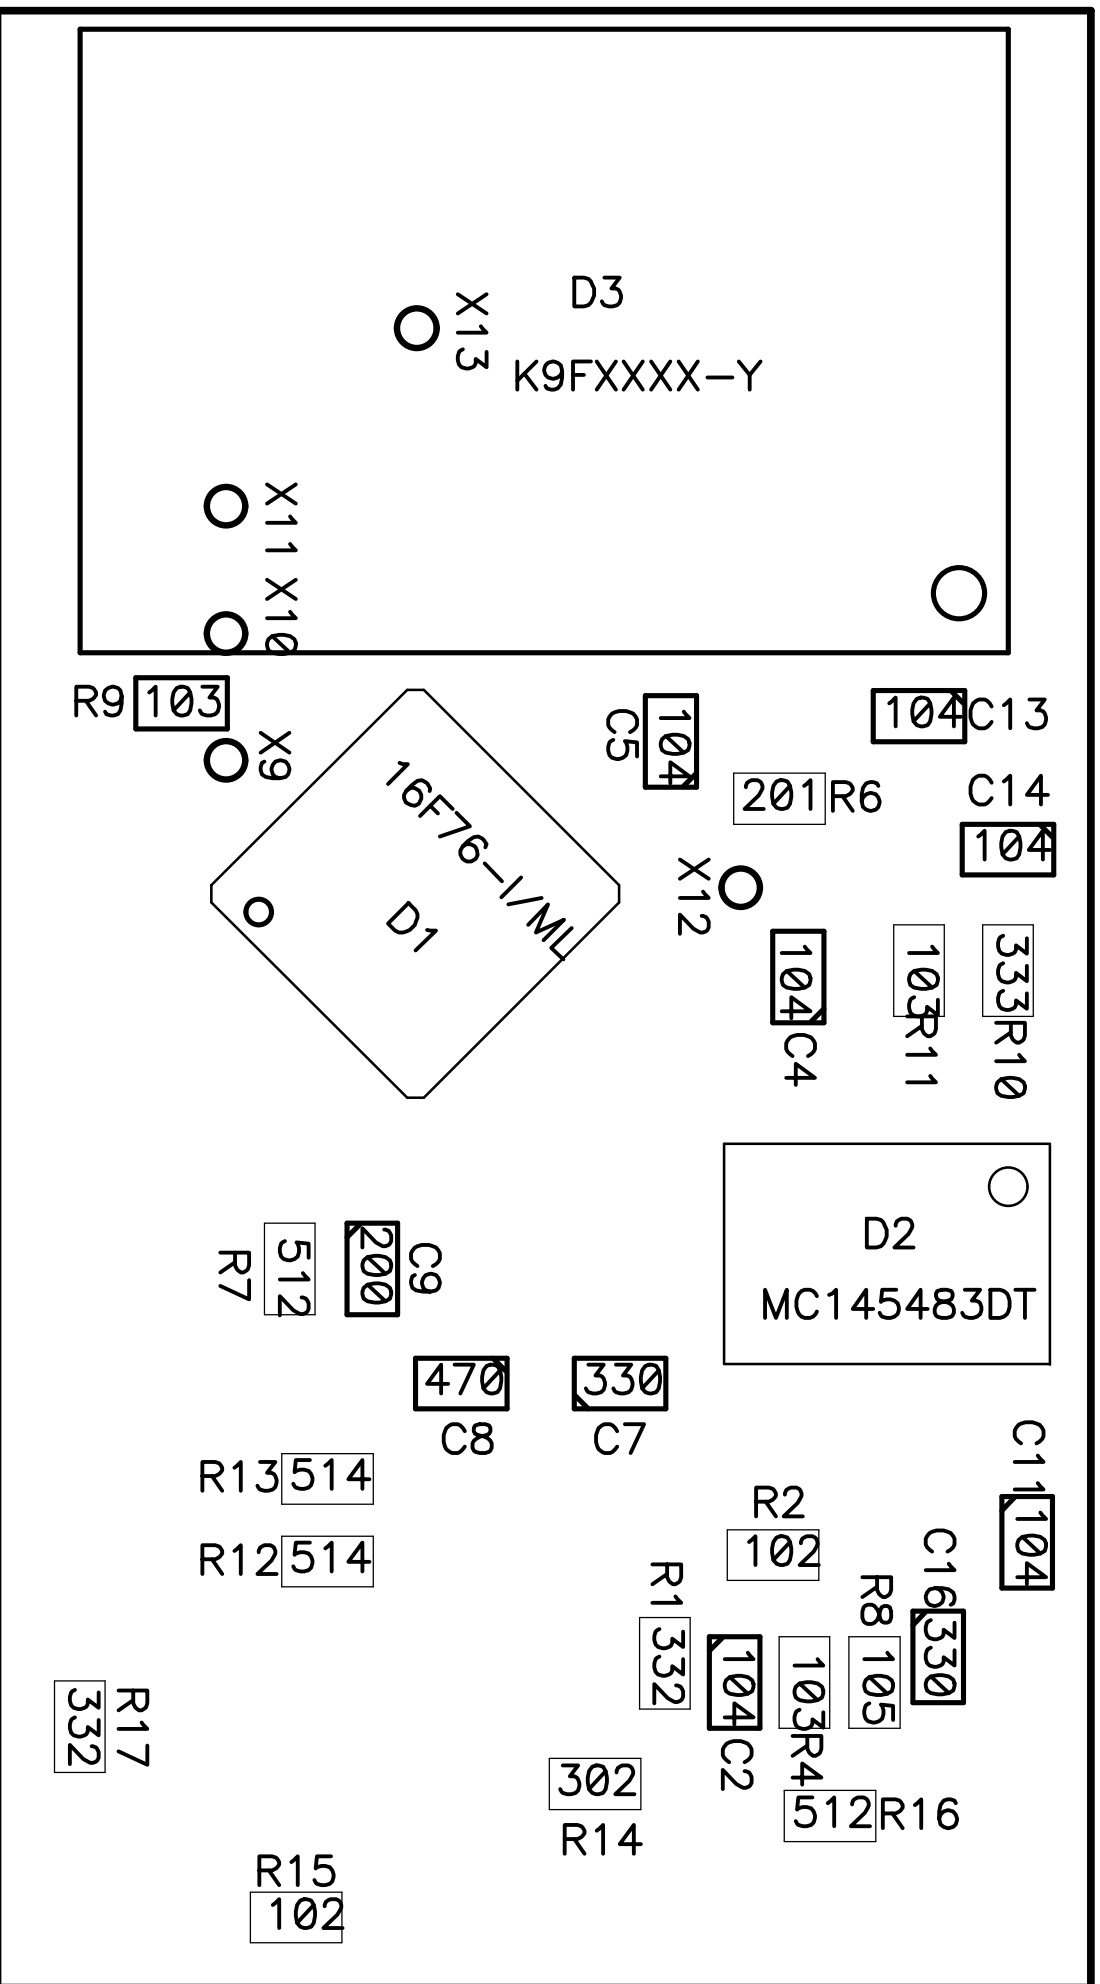 D3
X13
K9FXXXX-Y
X11
X10
R9
103
X9
C5
104
104
C13
201
R6
C14
104
16F76-I/ML
D1
X12
104
C4
103
R11
333
R10
D2
MC145483DT
R7
512
200
C9
470
C8
330
C7
C11
104
R13
514
R12
514
R2
102
R1
332
C16
330
R8
105
104
C2
103
R4
332
R17
302
R14
512
R16
R15
102